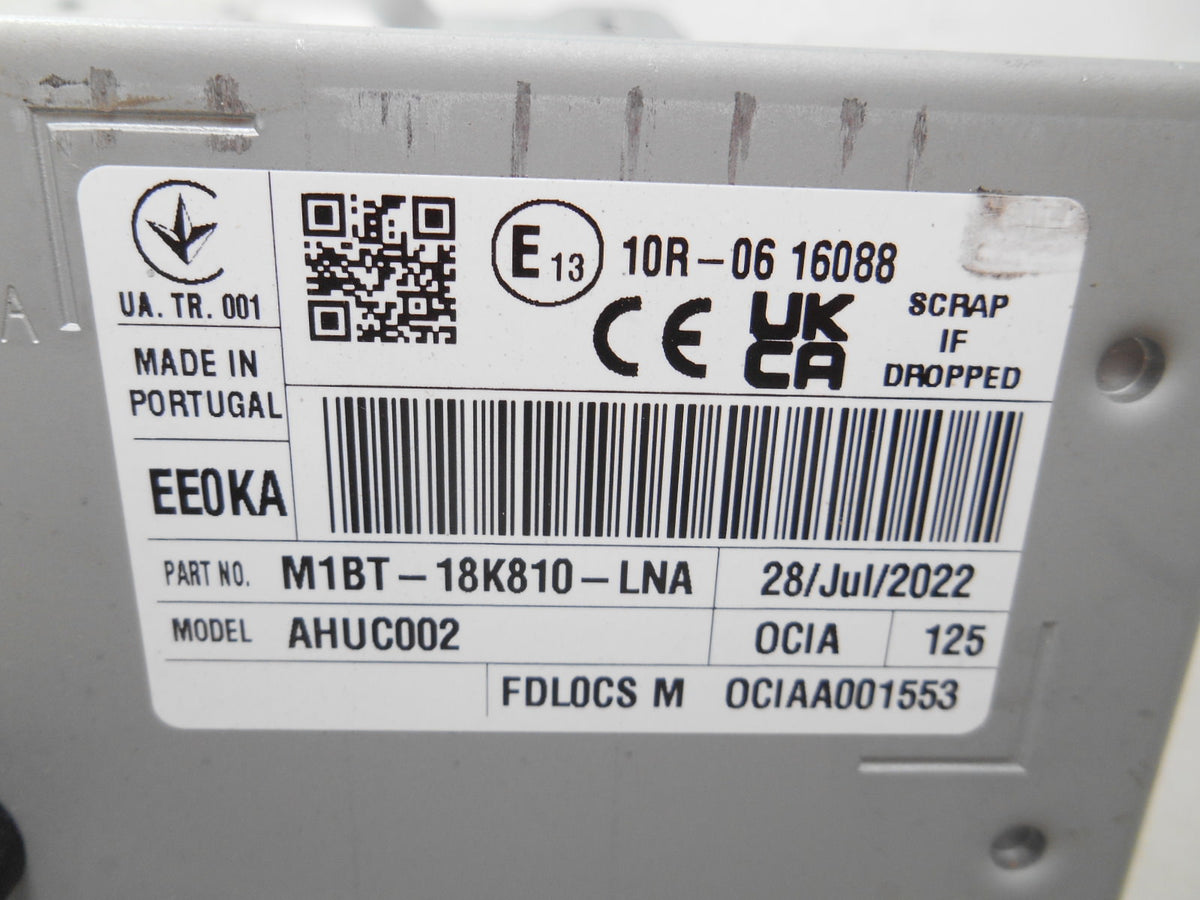 UA. TR. 001
MADE IN
PORTUGAL
EE0KA
E 13
10R-06 16088
CE
UK
CA
SCRAP
IF
DROPPED
PART NO. M1BT-18K810-LNA
28/Jul/2022
MODEL AHUC002
OCIA
125
FDL0CS M OCIAA001553
A